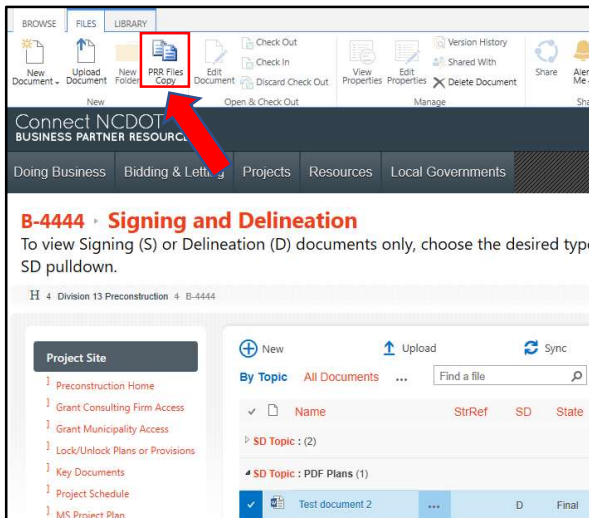 BROWSE FILES LIBRARY
New Document Upload Document New Folder PRR Files Copy Edit Document Check Out Check In Discard Check Out View Properties Edit Properties Version History Shared With Delete Document Share
New Open & Check Out Manage
Connect NCDOT
BUSINESS PARTNER
Doing Business Bidding & Letting Projects Resources Local Governments
B-4444 Signing and Delineation
To view Signing (S) or Delineation (D) documents only, choose the desired
SD pulldown.
H 4 Division 13 Preconstruction 4 B-4444
New Upload Sync
Project Site
By Topic All Documents ... Find a file
] Preconstruction Home
] Grant Consulting Firm Access
Name StrRef SD State
] Grant Municipality Access
] Lock/Unlock Plans or Provisions
SD Topic : (2)
] Key Documents
SD Topic : PDF Plans (1)
] Project Schedule
] MS Project Plan
Test document 2 ... D Final